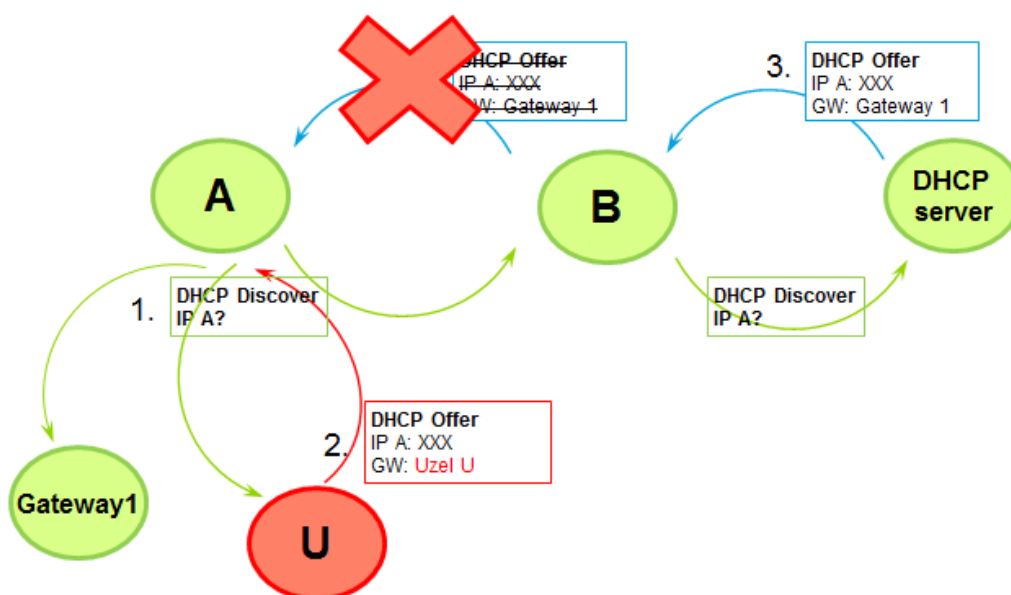 DHCP Offer
IP A: XXX
GW: Gateway 1
3.
DHCP Offer
IP A: XXX
GW: Gateway 1
A
B
DHCP
server
1.
DHCP Discover
IP A?
DHCP Discover
IP A?
2.
DHCP Offer
IP A: XXX
GW: Uzel U
Gateway1
U